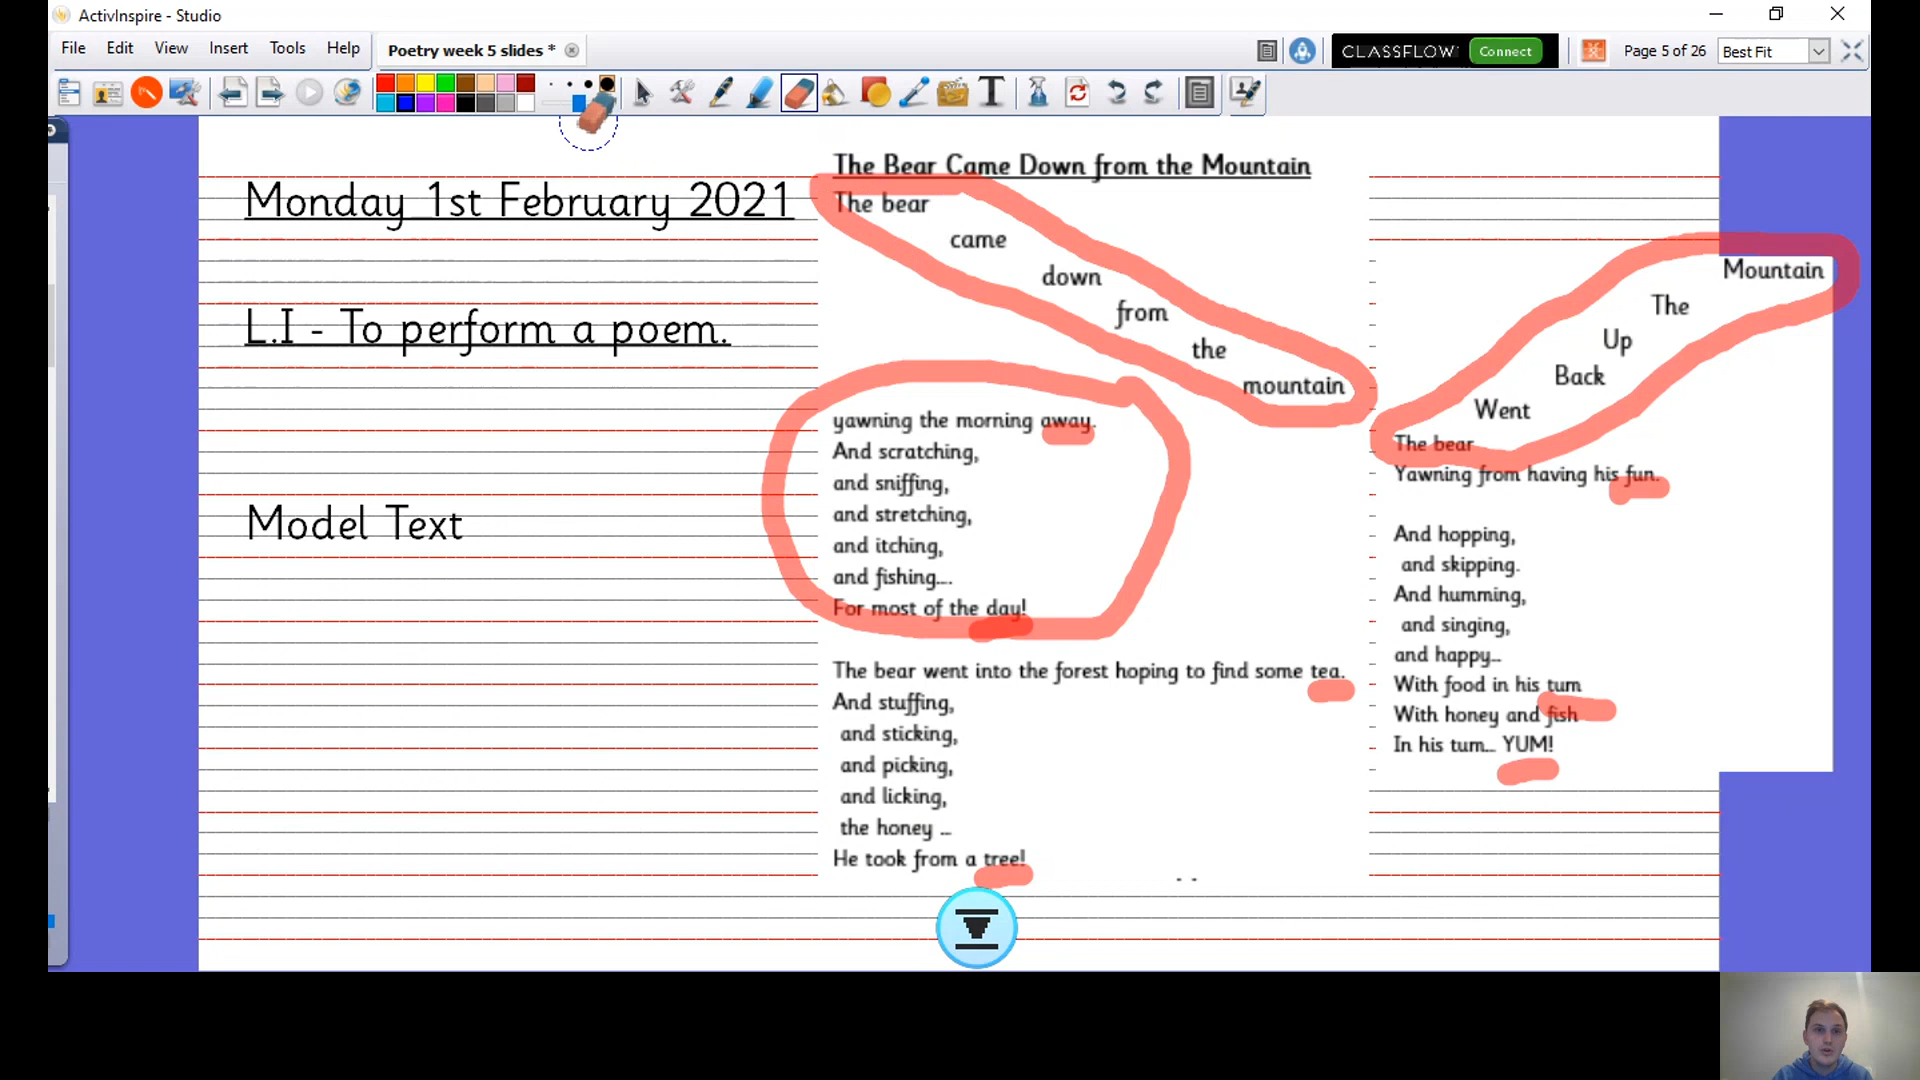 ActivInspire - Studio
File Edit View Insert Tools Help
Poetry week 5 slides *
CLASSFLOW Connect
Page 5 of 26
Best Fit
Monday 1st February 2021
L.I - To perform a poem.
Model Text
The Bear Came Down from the Mountain
The bear
came
down
from
the
mountain
yawning the morning away.
And scratching,
and sniffing,
and stretching,
and itching,
and fishing....
For most of the day!
The bear went into the forest hoping to find some tea.
And stuffing,
and sticking,
and picking,
and licking,
the honey ...
He took from a tree!
Mountain
The
Up
Back
Went
The bear
Yawning from having his fun.
And hopping,
and skipping.
And humming,
and singing,
and happy...
With food in his tum
With honey and fish
In his tum... YUM!